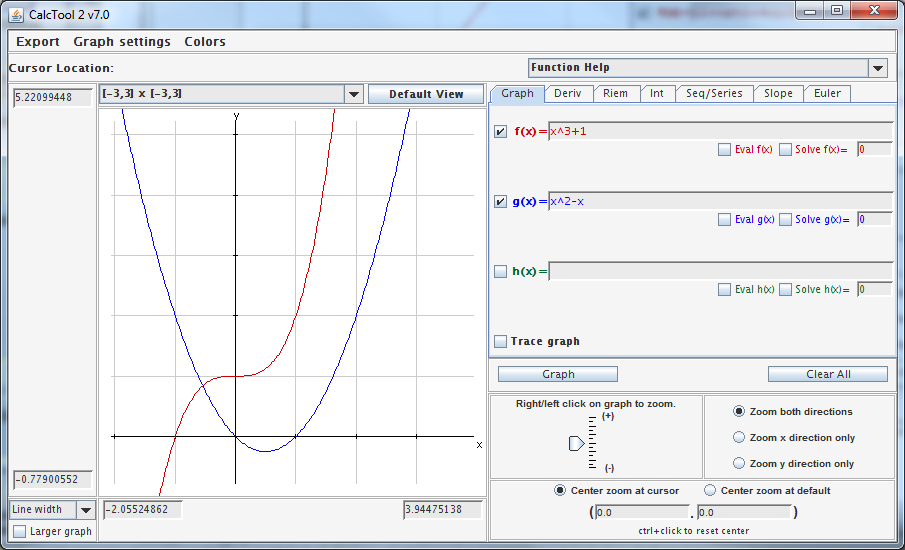 CalcTool 2 v7.0
Export Graph settings Colors
Cursor Location:
Function Help
5.22099448
[-3,3] x [-3,3]
Default View
Graph Deriv Riem Int Seq/Series Slope Euler
f(x)= x^3+1
Eval f(x) Solve f(x)= 0
g(x)= x^2-x
Eval g(x) Solve g(x)= 0
h(x)=
Eval h(x) Solve h(x)= 0
Trace graph
Graph Clear All
Y
X
Right/left click on graph to zoom.
(+)
(-)
Zoom both directions
Zoom x direction only
Zoom y direction only
-0.77900552
Line width
-2.05524862
3.94475138
Larger graph
Center zoom at cursor Center zoom at default
( 0.0 . 0.0 )
ctrl+click to reset center